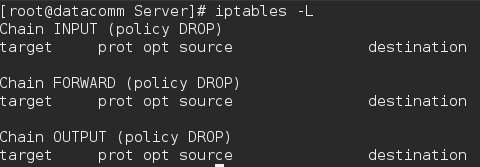 [root@datacomm Server]# iptables -L
Chain INPUT (policy DROP)
target     prot opt source               destination

Chain FORWARD (policy DROP)
target     prot opt source               destination

Chain OUTPUT (policy DROP)
target     prot opt source               destination